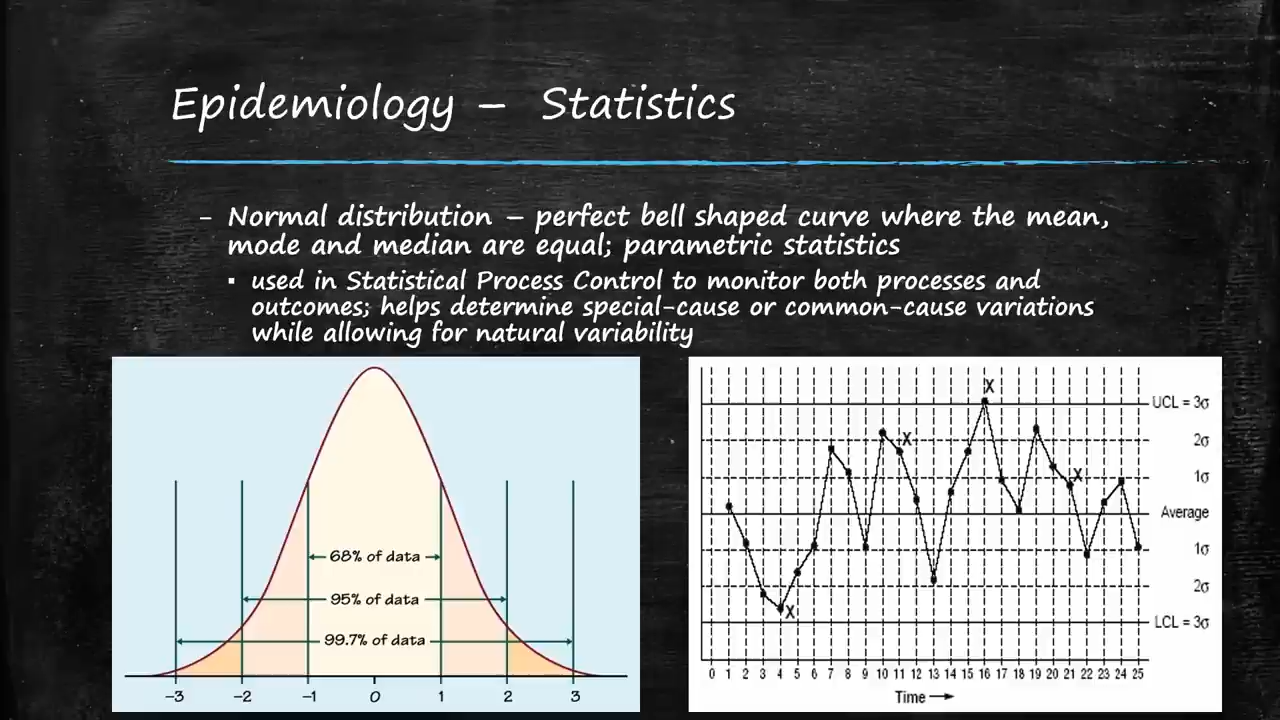 Epidemiology – Statistics
– Normal distribution – perfect bell shaped curve where the mean,
mode and median are equal; parametric statistics
▪ used in Statistical Process Control to monitor both processes and
outcomes; helps determine special-cause or common-cause variations
while allowing for natural variability
68% of data
95% of data
99.7% of data
-3 -2 -1 0 1 2 3
X
UCL = 3σ
X
2σ
X
1σ
Average
1σ
2σ
X
LCL = 3σ
0 1 2 3 4 5 6 7 8 9 10 11 12 13 14 15 16 17 18 19 20 21 22 23 24 25
Time